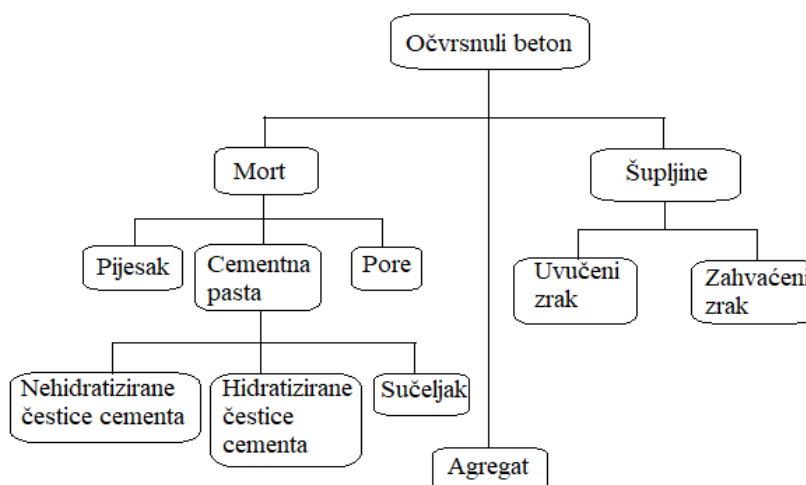 Očvrsnuli beton
Mort
Šupljine
Pijesak
Cementna
pasta
Pore
Uvučeni
zrak
Zahvaćeni
zrak
Nehidratizirane
čestice cementa
Hidratizirane
čestice
cementa
Sučeljak
Agregat